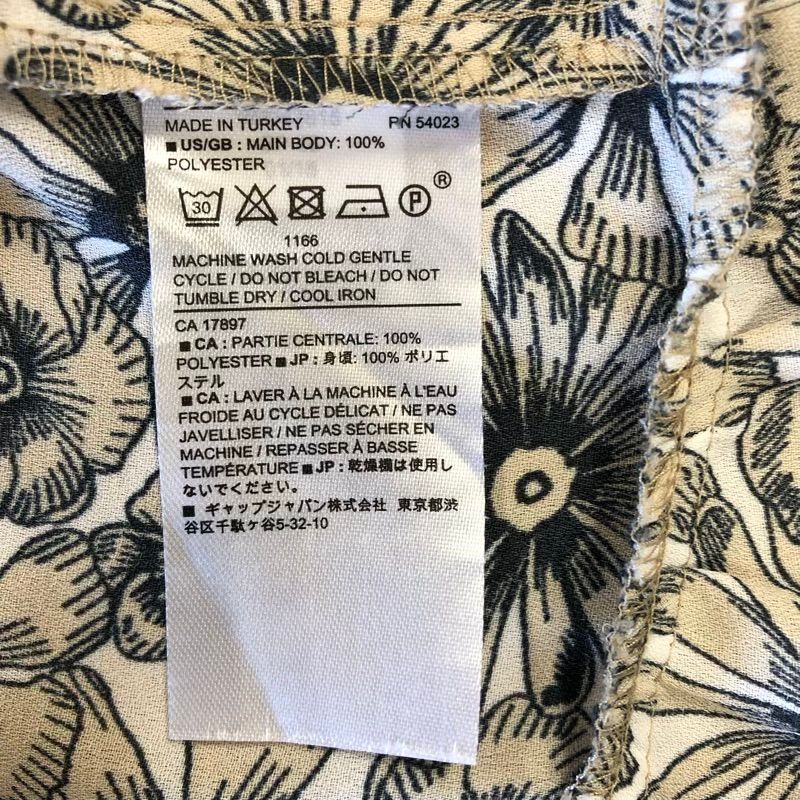 MADE IN TURKEY PN 54023
■ US/GB : MAIN BODY: 100%
POLYESTER
30 P ®
1166
MACHINE WASH COLD GENTLE
CYCLE / DO NOT BLEACH / DO NOT
TUMBLE DRY / COOL IRON
CA 17897
■ CA : PARTIE CENTRALE: 100%
POLYESTER ■ JP : 身頃: 100% ポリエ
ステル
■ CA : LAVER À LA MACHINE À L'EAU
FROIDE AU CYCLE DÉLICAT / NE PAS
JAVELLISER / NE PAS SÉCHER EN
MACHINE / REPASSER À BASSE
TEMPÉRATURE ■ JP : 乾燥機は使用し
ないでください。
■ ギャップジャパン株式会社 東京都渋
谷区千駄ヶ谷5-32-10